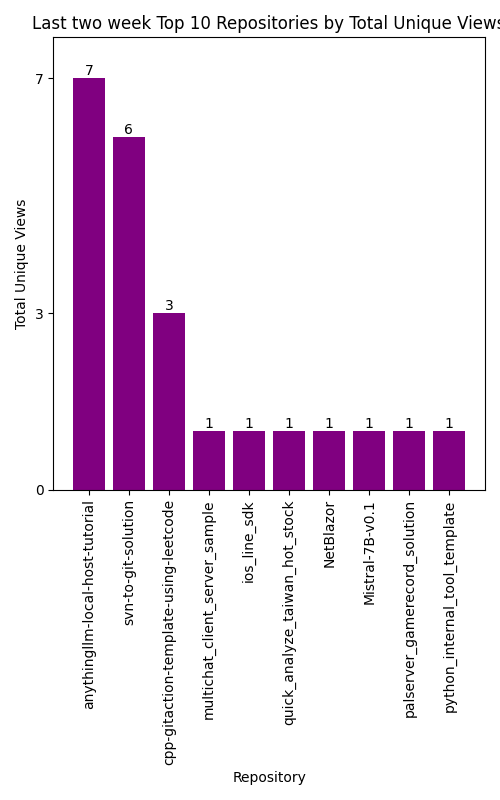 Last two week Top 10 Repositories by Total Unique Views
7
6
3
1
1
1
1
1
1
1
7
3
0
Total Unique Views
anythingllm-local-host-tutorial
svn-to-git-solution
cpp-gitaction-template-using-leetcode
multichat_client_server_sample
ios_line_sdk
quick_analyze_taiwan_hot_stock
NetBlazor
Mistral-7B-v0.1
palserver_gamerecord_solution
python_internal_tool_template
Repository